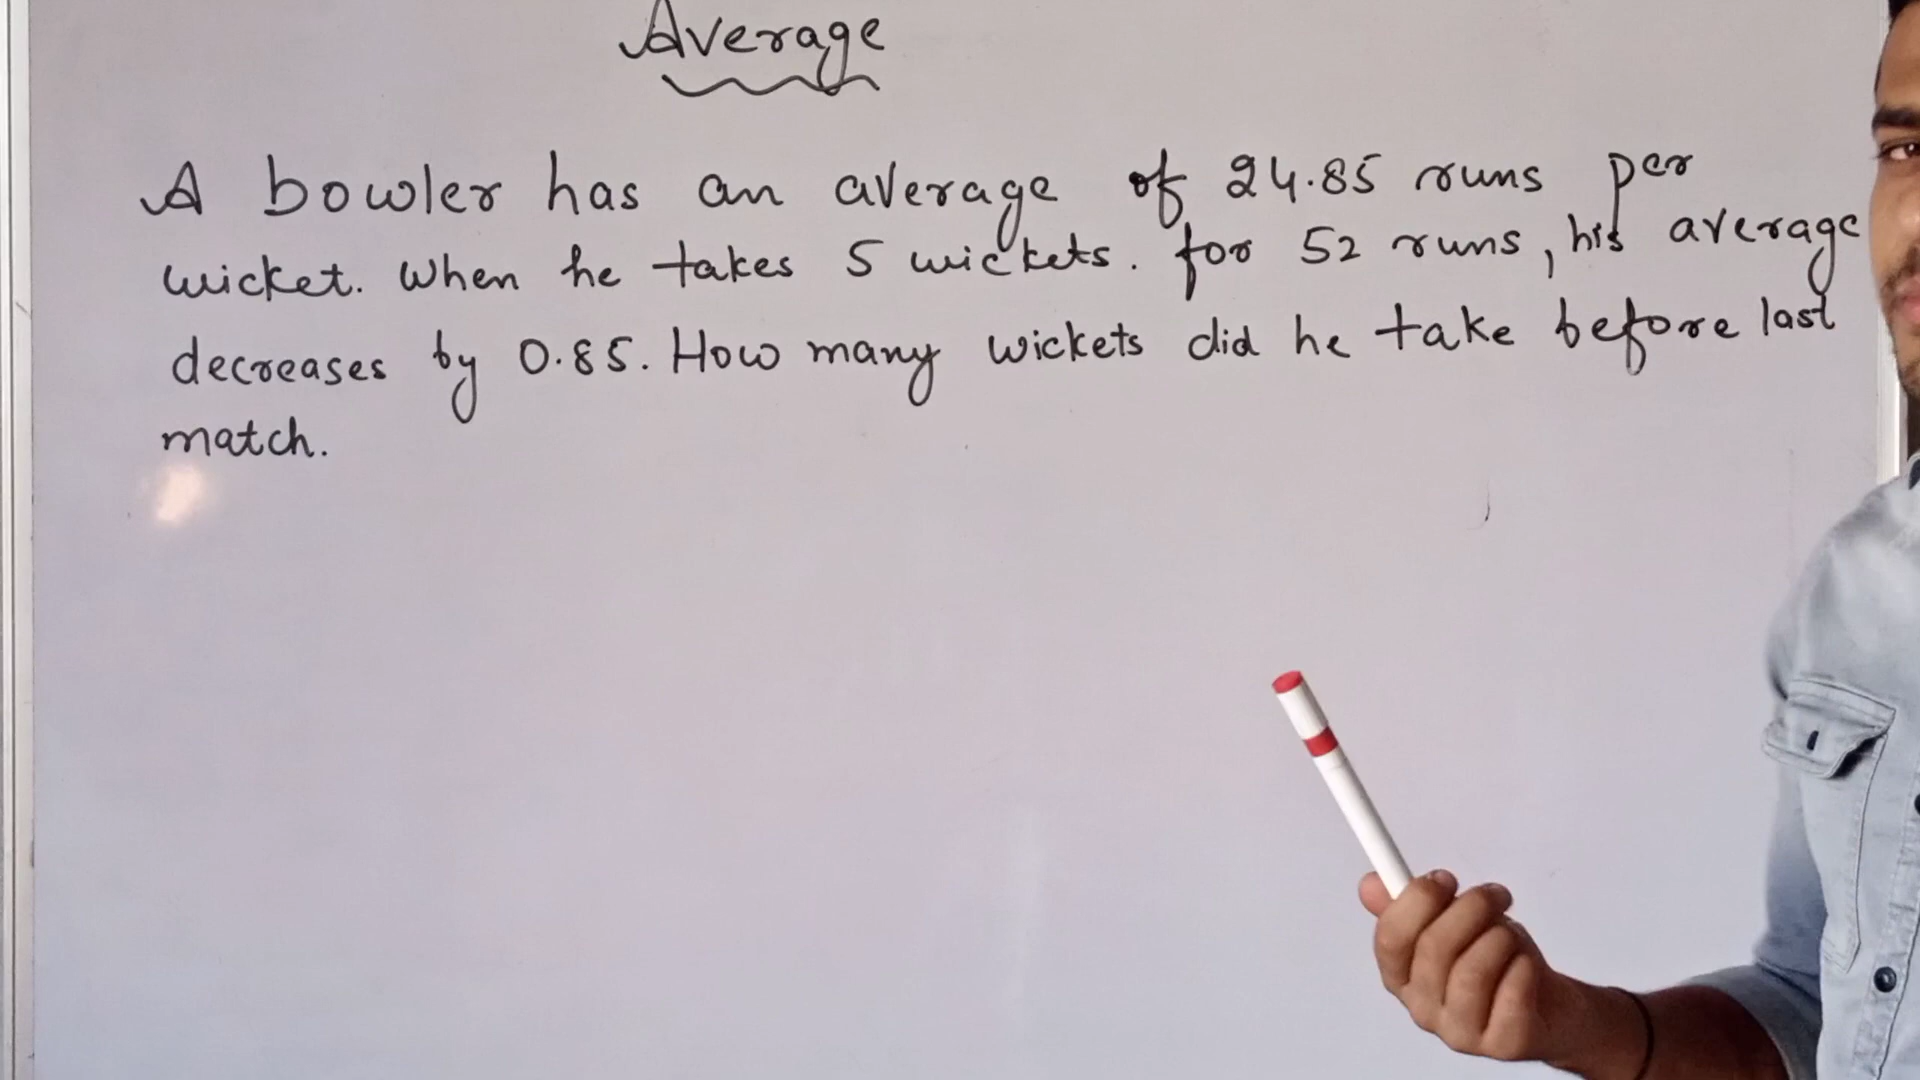 Average
A bowler has an average of 24.85 runs per
wicket. When he takes 5 wickets. for 52 runs, his average
decreases by 0.85. How many wickets did he take before last
match.